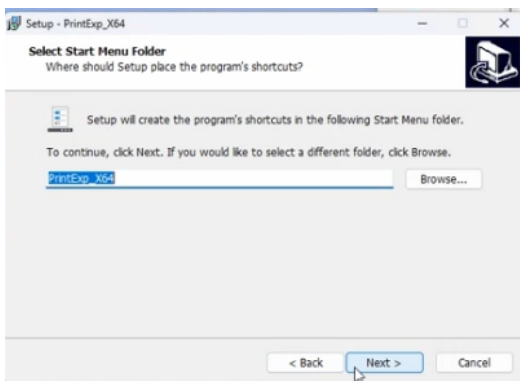 Setup - PrintExp_X64
Select Start Menu Folder
Where should Setup place the program's shortcuts?
Setup will create the program's shortcuts in the following Start Menu folder.
To continue, click Next. If you would like to select a different folder, click Browse.
PrintExp_X64
Browse...
< Back
Next >
Cancel